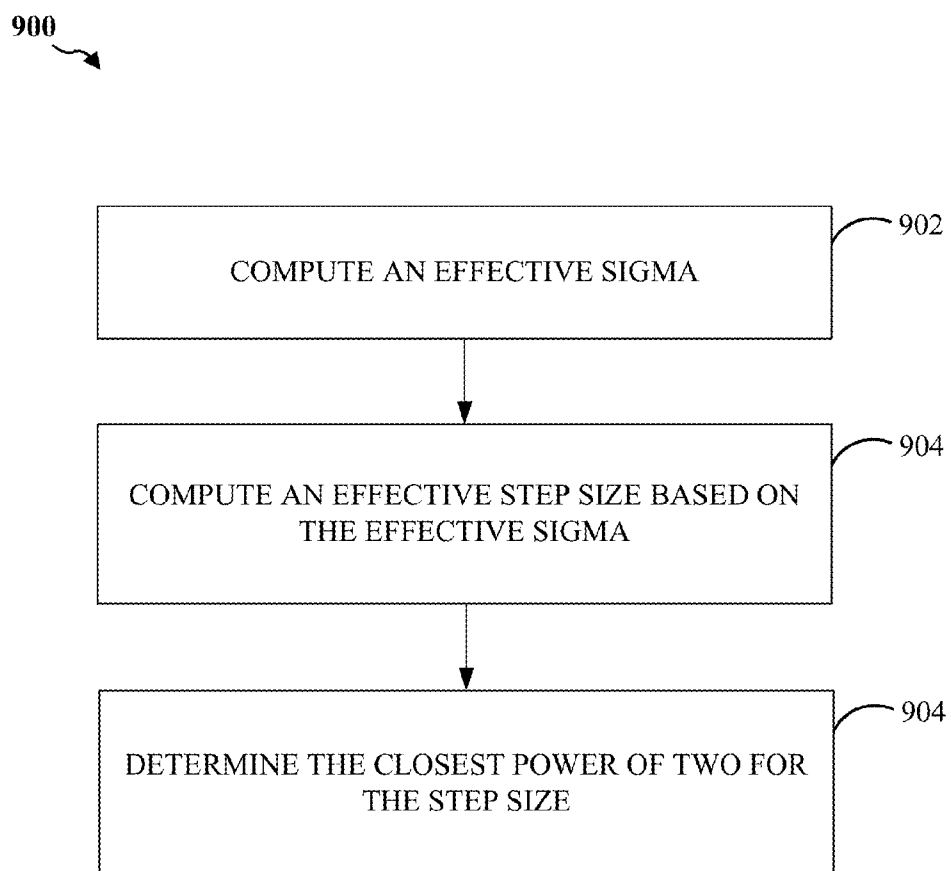 900
902
COMPUTE AN EFFECTIVE SIGMA
904
COMPUTE AN EFFECTIVE STEP SIZE BASED ON
THE EFFECTIVE SIGMA
904
DETERMINE THE CLOSEST POWER OF TWO FOR
THE STEP SIZE